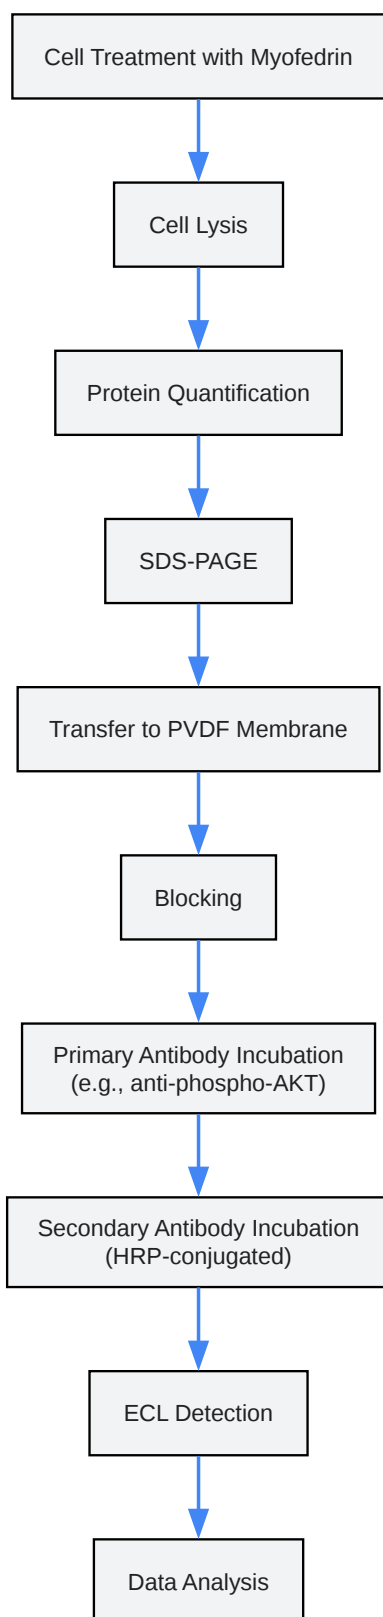 Cell Treatment with Myofedrin
Cell Lysis
Protein Quantification
SDS-PAGE
Transfer to PVDF Membrane
Blocking
Primary Antibody Incubation
(e.g., anti-phospho-AKT)
Secondary Antibody Incubation
(HRP-conjugated)
ECL Detection
Data Analysis